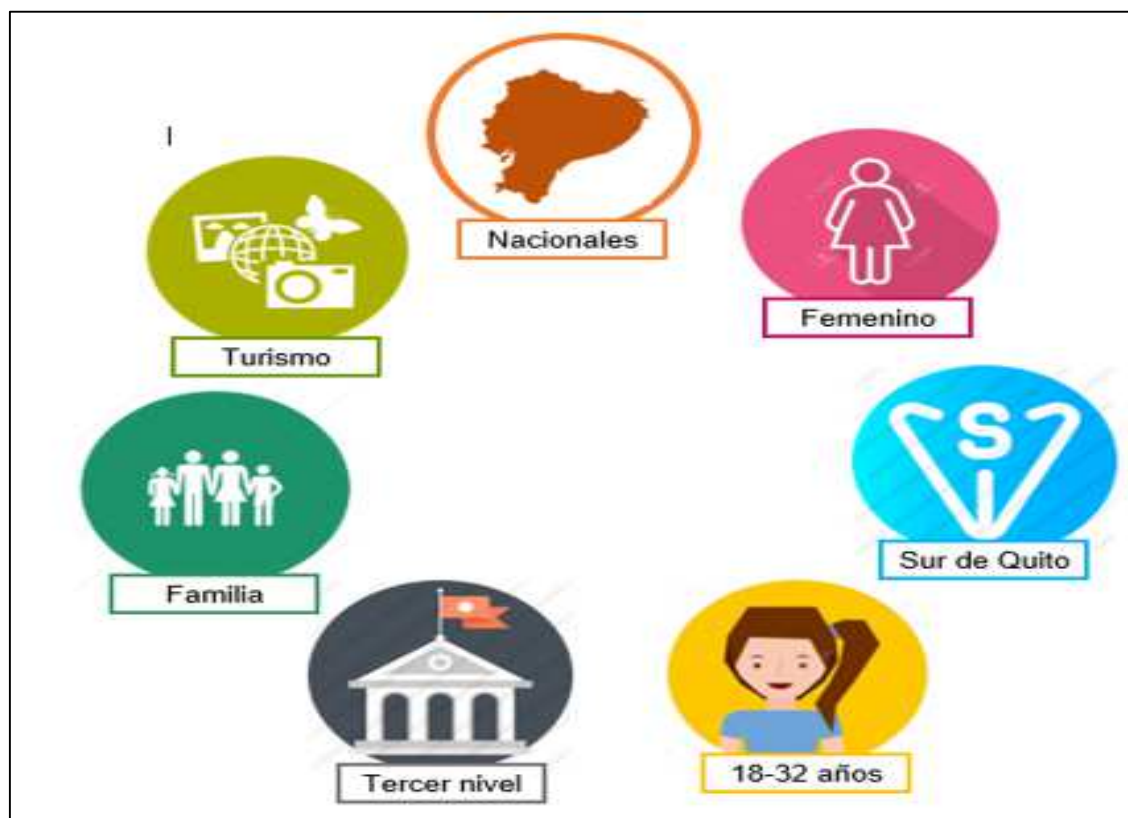 Nacionales
Femenino
Turismo
S
Sur de Quito
Familia
Tercer nivel
18-32 años